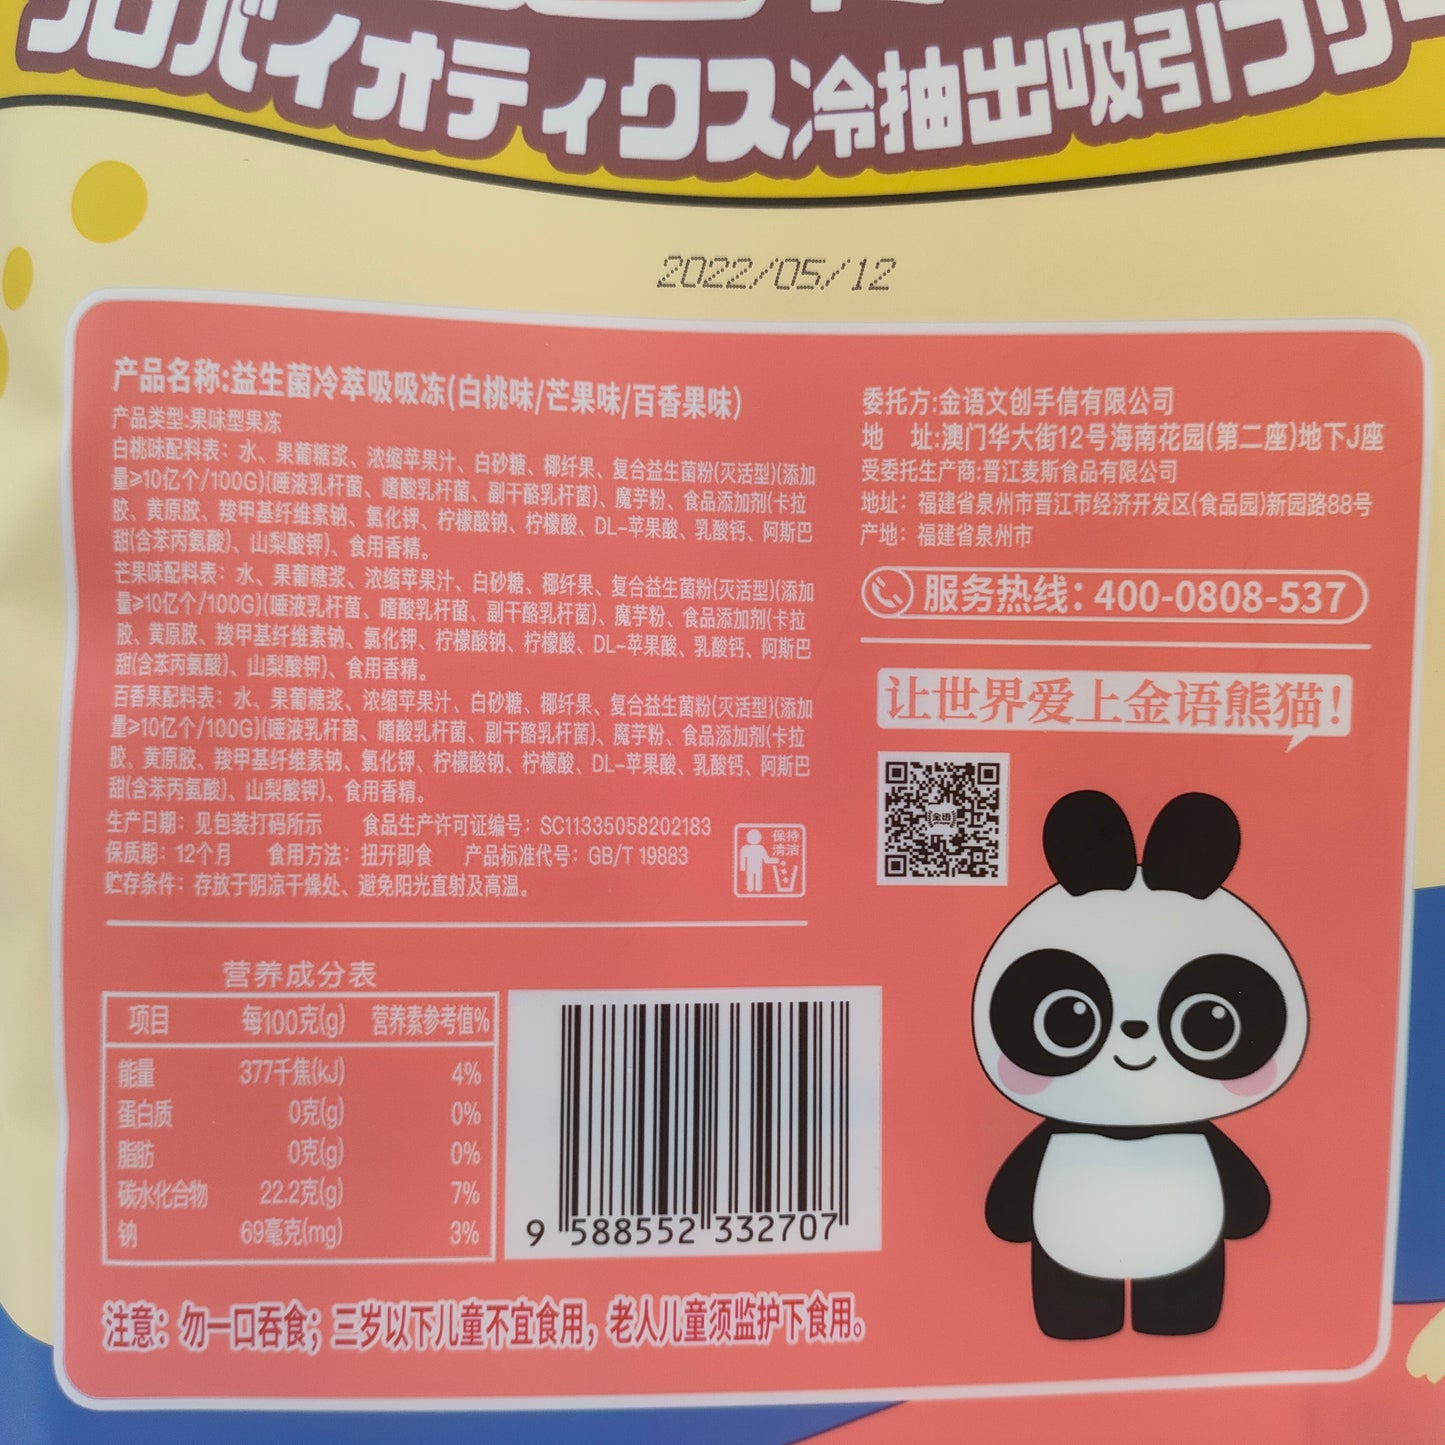 プロバイオティクス冷抽出吸引フリー
2022/05/12
产品名称:益生菌冷萃吸吸冻(白桃味/芒果味/百香果味)
产品类型:果味型果冻
白桃味配料表：水、果葡糖浆、浓缩苹果汁、白砂糖、椰纤果、复合益生菌粉(灭活型)(添加
量≥10亿个/100G)(唾液乳杆菌、嗜酸乳杆菌、副干酪乳杆菌)、魔芋粉、食品添加剂(卡拉
胶、黄原胶、羧甲基纤维素钠、氯化钾、柠檬酸钠、柠檬酸、DL-苹果酸、乳酸钙、阿斯巴
甜(含苯丙氨酸)、山梨酸钾)、食用香精。
芒果味配料表：水、果葡糖浆、浓缩苹果汁、白砂糖、椰纤果、复合益生菌粉(灭活型)(添加
量≥10亿个/100G)(唾液乳杆菌、嗜酸乳杆菌、副干酪乳杆菌)、魔芋粉、食品添加剂(卡拉
胶、黄原胶、羧甲基纤维素钠、氯化钾、柠檬酸钠、柠檬酸、DL-苹果酸、乳酸钙、阿斯巴
甜(含苯丙氨酸)、山梨酸钾)、食用香精。
百香果配料表：水、果葡糖浆、浓缩苹果汁、白砂糖、椰纤果、复合益生菌粉(灭活型)(添加
量≥10亿个/100G)(唾液乳杆菌、嗜酸乳杆菌、副干酪乳杆菌)、魔芋粉、食品添加剂(卡拉
胶、黄原胶、羧甲基纤维素钠、氯化钾、柠檬酸钠、柠檬酸、DL-苹果酸、乳酸钙、阿斯巴
甜(含苯丙氨酸)、山梨酸钾)、食用香精。
生产日期：见包装打码所示 食品生产许可证编号：SC11335058202183
保质期：12个月 食用方法：扭开即食 产品标准代号：GB/T 19883
贮存条件：存放于阴凉干燥处、避免阳光直射及高温。
保持
清洁
营养成分表
项目 每100克(g) 营养素参考值%
能量 377千焦(kJ) 4%
蛋白质 0克(g) 0%
脂肪 0克(g) 0%
碳水化合物 22.2克(g) 7%
钠 69毫克(mg) 3%
9 588552 332707
注意：勿一口吞食；三岁以下儿童不宜食用，老人儿童须监护下食用。
委托方:金语文创手信有限公司
地 址:澳门华大街12号海南花园(第二座)地下J座
受委托生产商:晋江麦斯食品有限公司
地址：福建省泉州市晋江市经济开发区(食品园)新园路88号
产地：福建省泉州市
服务热线：400-0808-537
让世界爱上金语熊猫！
金语